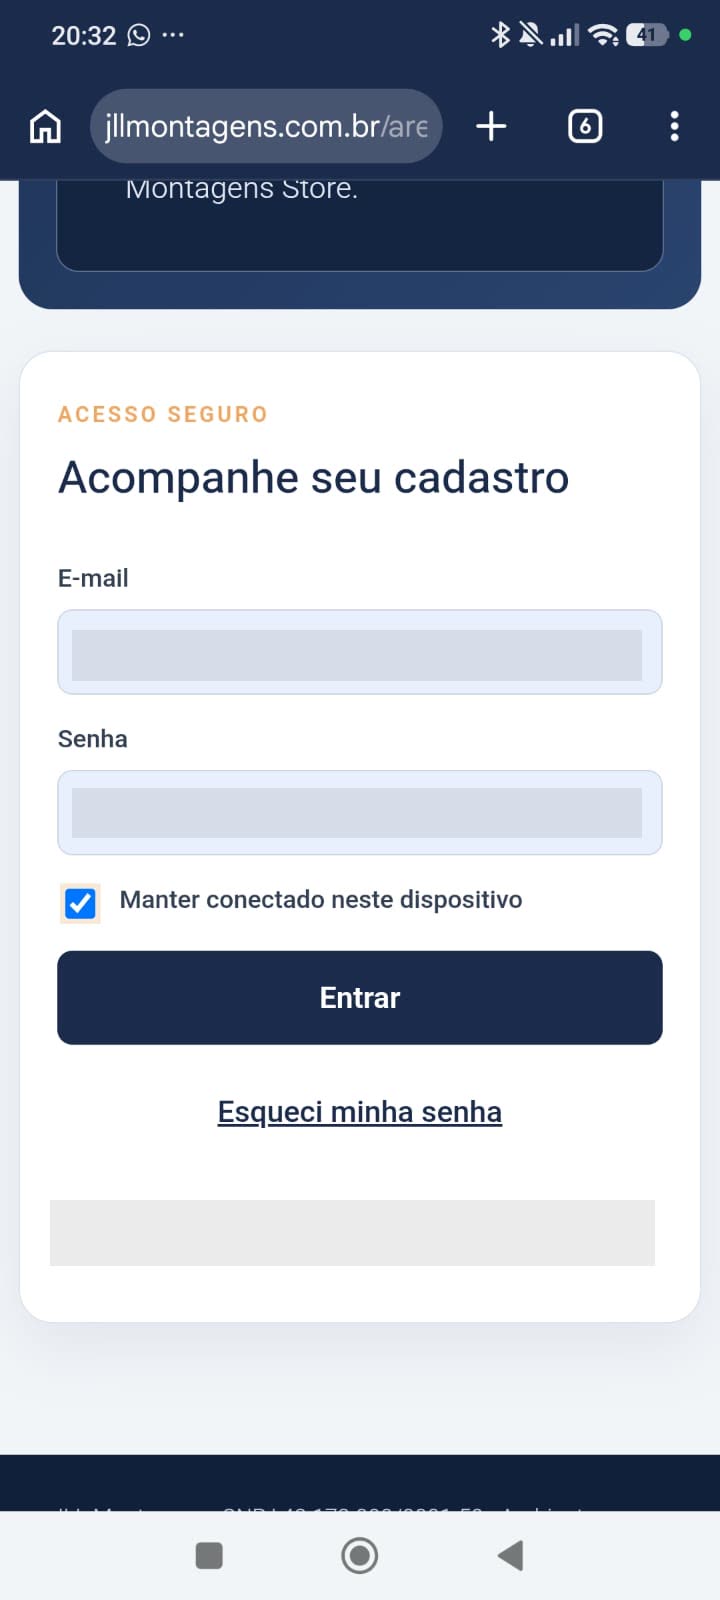 20:32
41
jllmontagens.com.br/are
6
Montagens Store.
ACESSO SEGURO
Acompanhe seu cadastro
E-mail
Senha
Manter conectado neste dispositivo
Entrar
Esqueci minha senha